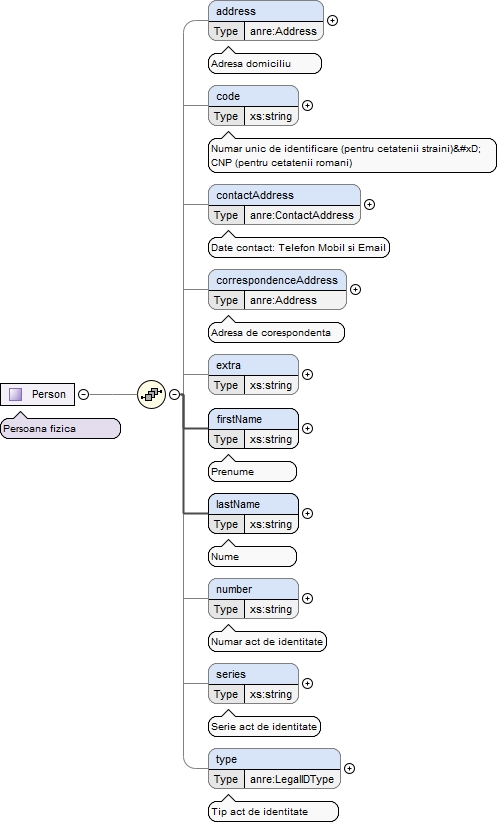 address
Type anre:Address
Adresa domiciliu
code
Type xs:string
Numar unic de identificare (pentru cetatenii straini)&#xD;
CNP (pentru cetatenii romani)
contactAddress
Type anre:ContactAddress
Date contact: Telefon Mobil si Email
correspondenceAddress
Type anre:Address
Adresa de corespondenta
extra
Type xs:string
Person
Persoana fizica
firstName
Type xs:string
Prenume
lastName
Type xs:string
Nume
number
Type xs:string
Numar act de identitate
series
Type xs:string
Serie act de identitate
type
Type anre:LegalIDType
Tip act de identitate